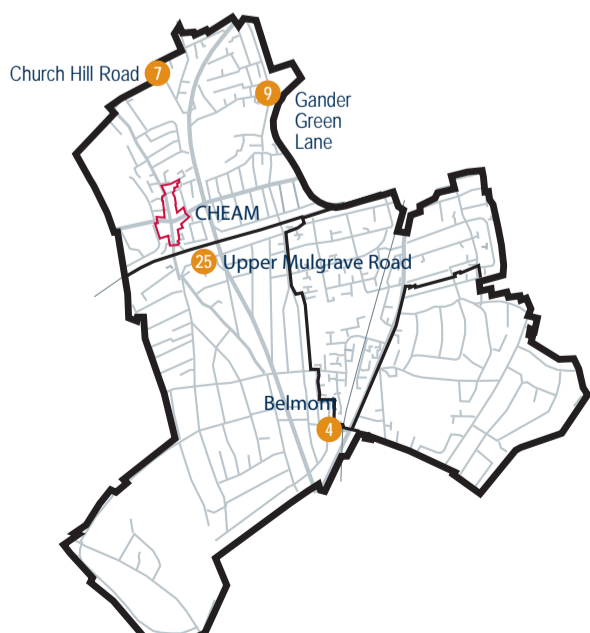 Church Hill Road 7
9 Gander
Green
Lane
CHEAM
25 Upper Mulgrave Road
Belmont
4